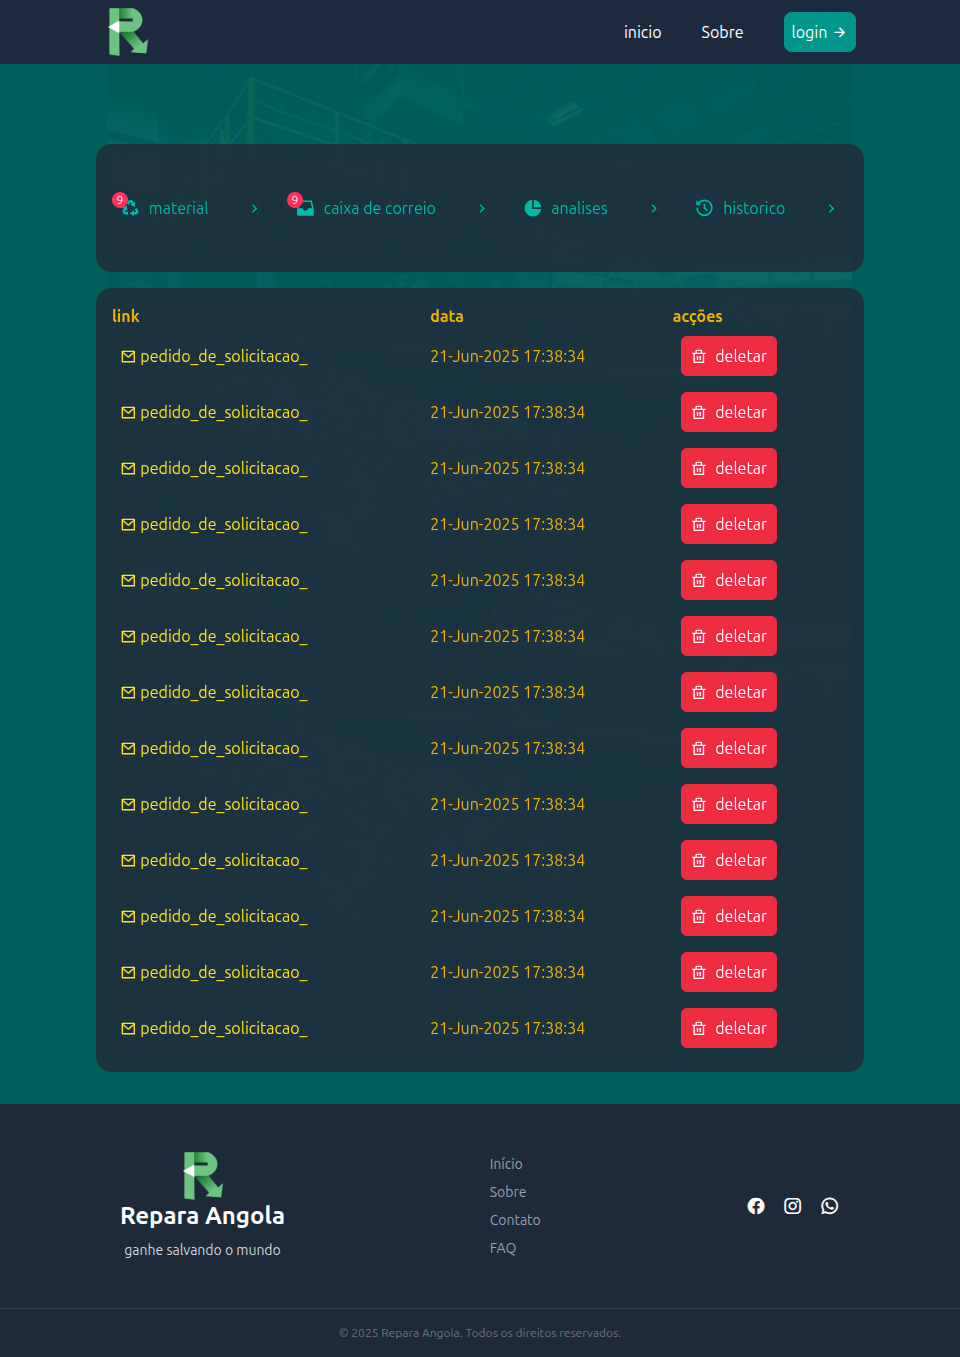 inicio Sobre login
9 material 9 caixa de correio analises historico
link data acções
pedido_de_solicitacao_ 21-Jun-2025 17:38:34 deletar
pedido_de_solicitacao_ 21-Jun-2025 17:38:34 deletar
pedido_de_solicitacao_ 21-Jun-2025 17:38:34 deletar
pedido_de_solicitacao_ 21-Jun-2025 17:38:34 deletar
pedido_de_solicitacao_ 21-Jun-2025 17:38:34 deletar
pedido_de_solicitacao_ 21-Jun-2025 17:38:34 deletar
pedido_de_solicitacao_ 21-Jun-2025 17:38:34 deletar
pedido_de_solicitacao_ 21-Jun-2025 17:38:34 deletar
pedido_de_solicitacao_ 21-Jun-2025 17:38:34 deletar
pedido_de_solicitacao_ 21-Jun-2025 17:38:34 deletar
pedido_de_solicitacao_ 21-Jun-2025 17:38:34 deletar
pedido_de_solicitacao_ 21-Jun-2025 17:38:34 deletar
pedido_de_solicitacao_ 21-Jun-2025 17:38:34 deletar
Repara Angola
ganhe salvando o mundo
Início
Sobre
Contato
FAQ
© 2025 Repara Angola. Todos os direitos reservados.